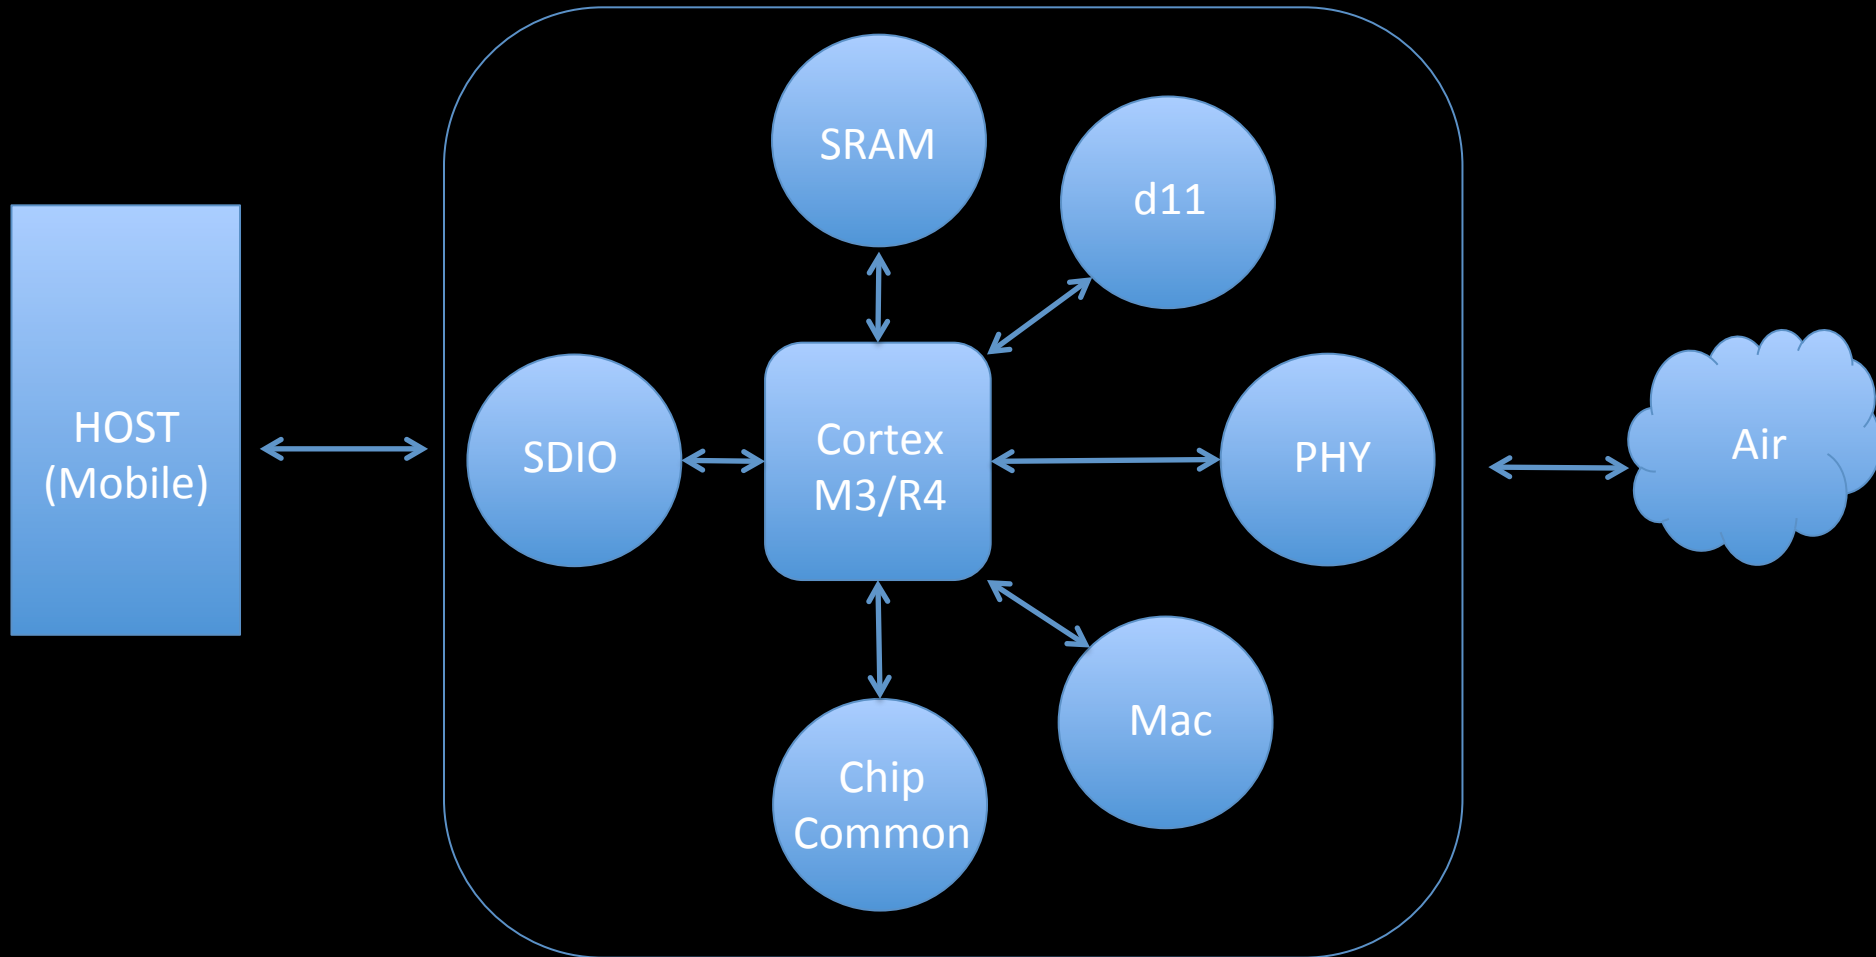 SRAM
d11
HOST
(Mobile)
SDIO
Cortex
M3/R4
PHY
Air
Mac
Chip
Common